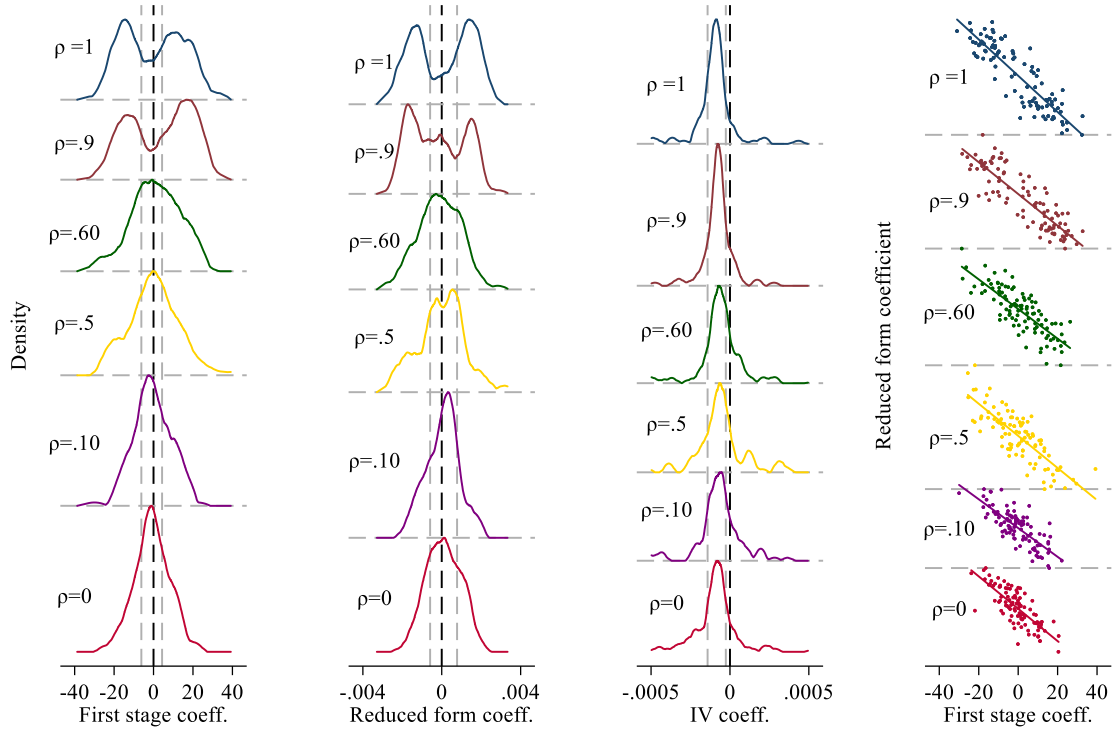 Density
ρ =1
ρ=.9
ρ=.60
ρ=.5
ρ=.10
ρ=0
-40 -20 0 20 40
First stage coeff.
ρ =1
ρ=.9
ρ=.60
ρ=.5
ρ=.10
ρ=0
-.004 0 .004
Reduced form coeff.
ρ =1
ρ=.9
ρ=.60
ρ=.5
ρ=.10
ρ=0
-.0005 0 .0005
IV coeff.
Reduced form coefficient
ρ =1
ρ=.9
ρ=.60
ρ=.5
ρ=.10
ρ=0
-40 -20 0 20 40
First stage coeff.